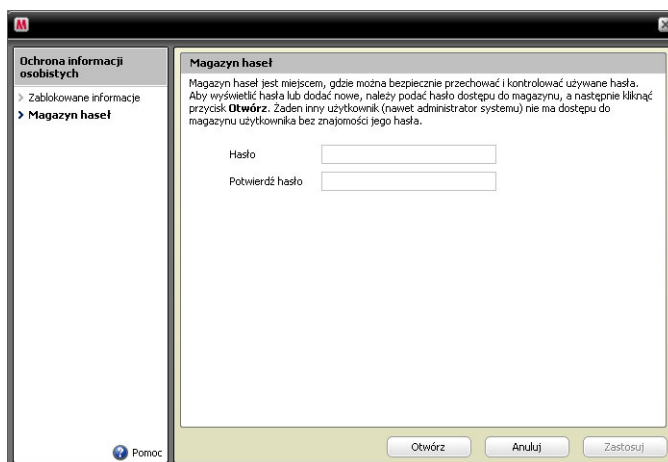 M
Ochrona informacji
osobistych
Zablokowane informacje
Magazyn haseł
Pomoc
Magazyn haseł
Magazyn haseł jest miejscem, gdzie można bezpiecznie przechować i kontrolować używane hasła.
Aby wyświetlić hasła lub dodać nowe, należy podać hasło dostępu do magazynu, a następnie kliknąć
przycisk Otwórz. Żaden inny użytkownik (nawet administrator systemu) nie ma dostępu do
magazynu użytkownika bez znajomości jego hasła.
Hasło
Potwierdź hasło
Otwórz
Anuluj
Zastosuj